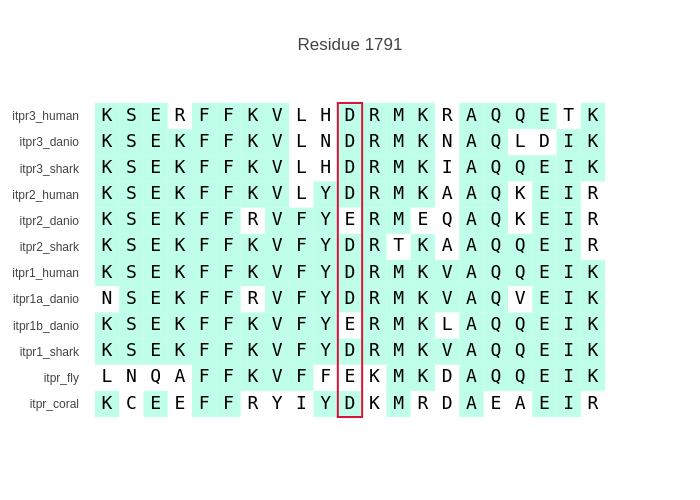 Residue 1791
itpr3_human K S E R F F K V L H D R M K R A Q Q E T K
itpr3_danio K S E K F F K V L N D R M K N A Q L D I K
itpr3_shark K S E K F F K V L H D R M K I A Q Q E I K
itpr2_human K S E K F F K V L Y D R M K A A Q K E I R
itpr2_danio K S E K F F R V F Y E R M E Q A Q K E I R
itpr2_shark K S E K F F K V F Y D R T K A A Q Q E I R
itpr1_human K S E K F F K V F Y D R M K V A Q Q E I K
itpr1a_danio N S E K F F R V F Y D R M K V A Q V E I K
itpr1b_danio K S E K F F K V F Y E R M K L A Q Q E I K
itpr1_shark K S E K F F K V F Y D R M K V A Q Q E I K
itpr_fly L N Q A F F K V F F E K M K D A Q Q E I K
itpr_coral K C E E F F R Y I Y D K M R D A E A E I R